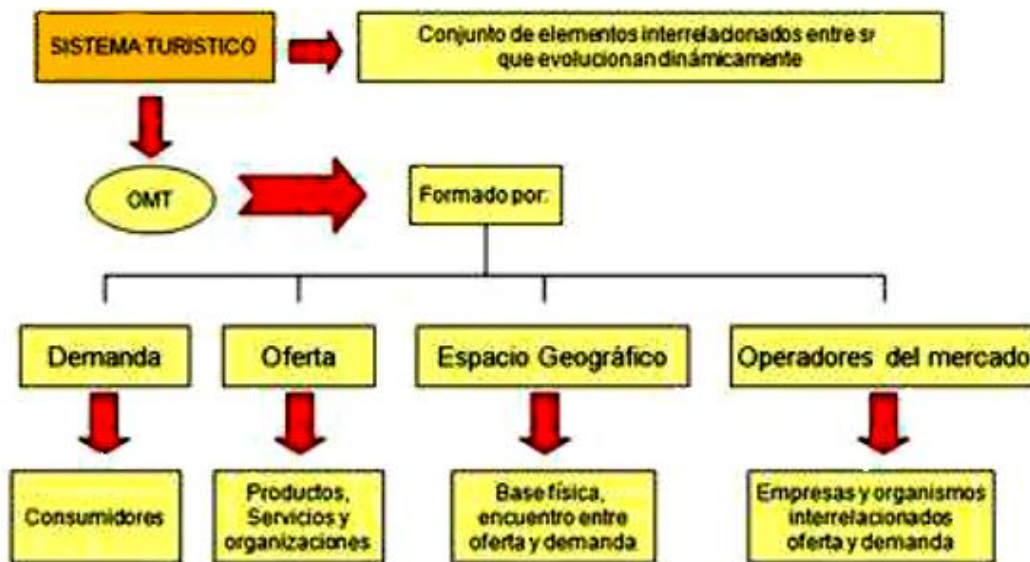 SISTEMA TURISTICO
Conjunto de elementos interrelacionados entre sí
que evolucionan dinámicamente
OMT
Formado por:
Demanda
Oferta
Espacio Geográfico
Operadores del mercado
Consumidores
Productos,
Servicios y
organizaciones
Base física,
encuentro entre
oferta y demanda
Empresas y organismos
interrelacionados
oferta y demanda